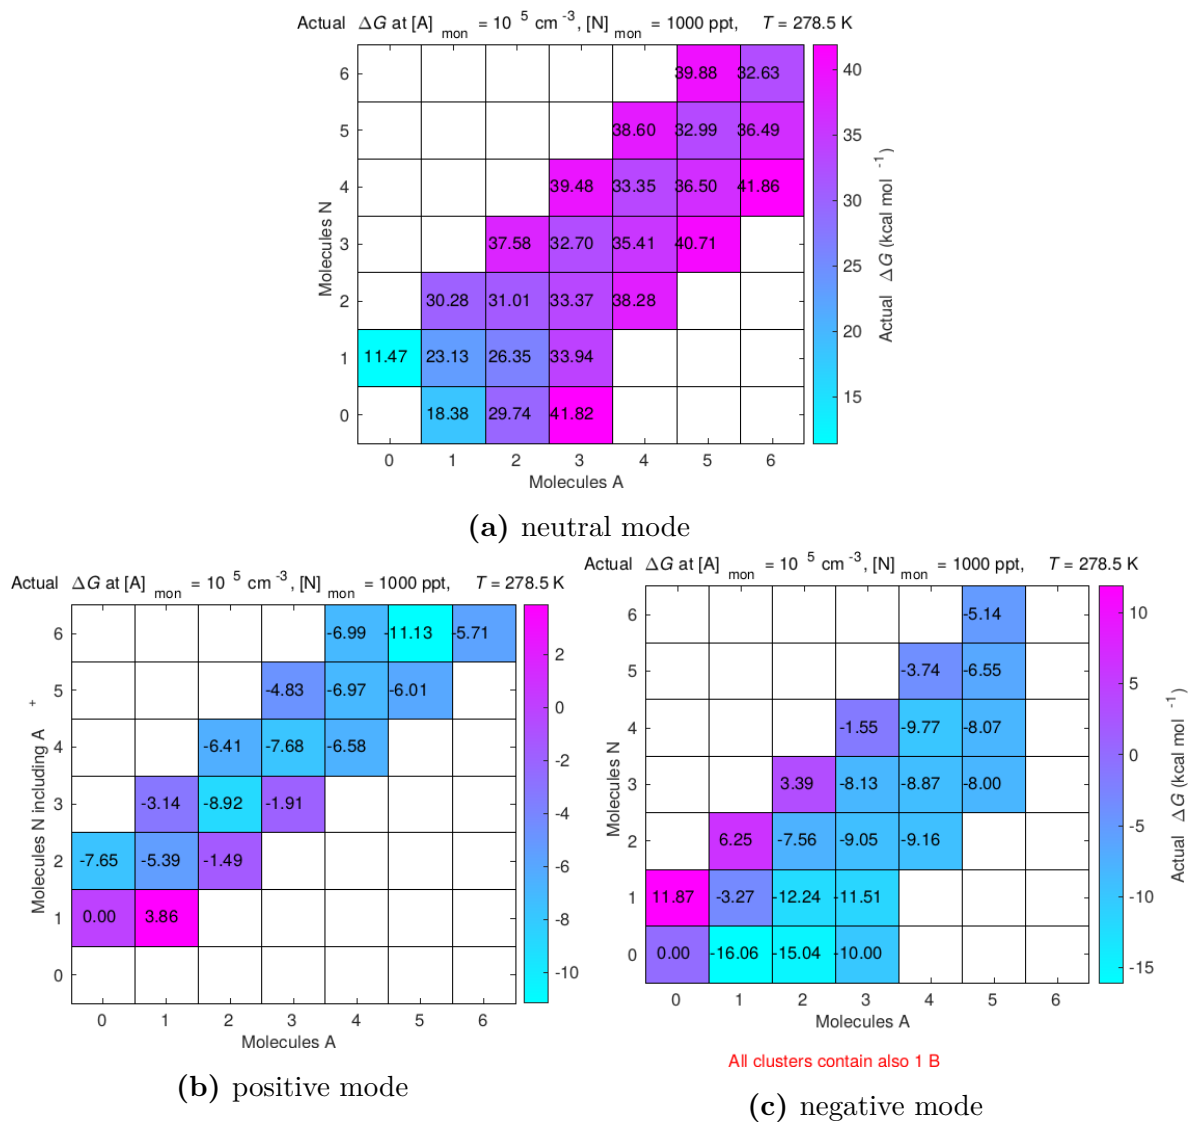 Actual ΔG at [A] mon = 10 5 cm -3, [N] mon = 1000 ppt, T = 278.5 K
6 39.88 32.63 40
5 38.60 32.99 36.49 35
4 39.48 33.35 36.50 41.86 30
3 37.58 32.70 35.41 40.71 25
2 30.28 31.01 33.37 38.28 20
1 11.47 23.13 26.35 33.94 15
0 18.38 29.74 41.82
0 1 2 3 4 5 6
Molecules A
Molecules N
Actual ΔG (kcal mol -1)
(a) neutral mode
Actual ΔG at [A] mon = 10 5 cm -3, [N] mon = 1000 ppt, T = 278.5 K
6 -6.99 -11.13 -5.71 2
5 -4.83 -6.97 -6.01 0
4 -6.41 -7.68 -6.58 -2
3 -3.14 -8.92 -1.91 -4
2 -7.65 -5.39 -1.49 -6
1 0.00 3.86 -8
0 -10
0 1 2 3 4 5 6
Molecules A
Molecules N including A +
(b) positive mode
Actual ΔG at [A] mon = 10 5 cm -3, [N] mon = 1000 ppt, T = 278.5 K
6 -5.14 10
5 -3.74 -6.55 5
4 -1.55 -9.77 -8.07 0
3 3.39 -8.13 -8.87 -8.00 -5
2 6.25 -7.56 -9.05 -9.16
1 11.87 -3.27 -12.24 -11.51 -10
0 0.00 -16.06 -15.04 -10.00 -15
0 1 2 3 4 5 6
Molecules A
Molecules N
Actual ΔG (kcal mol -1)
All clusters contain also 1 B
(c) negative mode